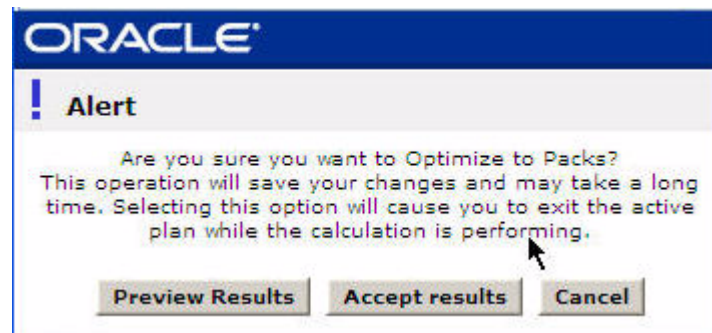 ORACLE
!
Alert
Are you sure you want to Optimize to Packs?
This operation will save your changes and may take a long
time. Selecting this option will cause you to exit the active
plan while the calculation is performing.
Preview Results Accept results Cancel